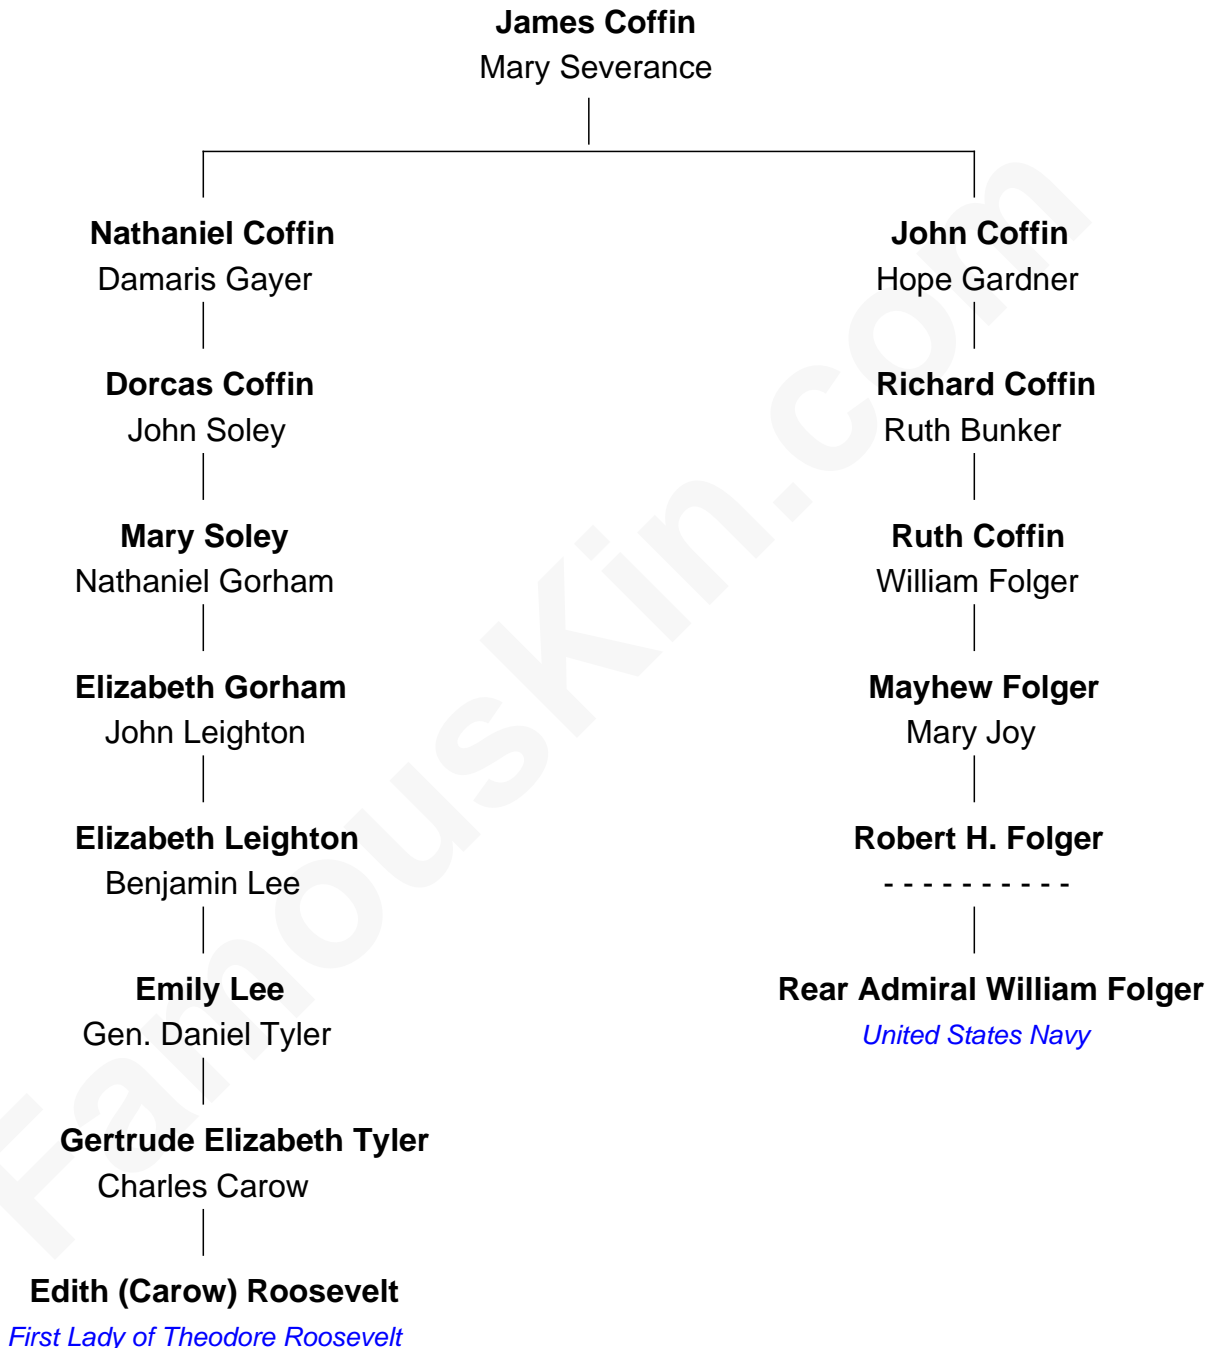 James Coffin
Mary Severance
Nathaniel Coffin
Damaris Gayer
John Coffin
Hope Gardner
Dorcas Coffin
John Soley
Richard Coffin
Ruth Bunker
Mary Soley
Nathaniel Gorham
Ruth Coffin
William Folger
Elizabeth Gorham
John Leighton
Mayhew Folger
Mary Joy
Elizabeth Leighton
Benjamin Lee
Robert H. Folger
- - - - - - - - - -
Emily Lee
Gen. Daniel Tyler
Rear Admiral William Folger
United States Navy
Gertrude Elizabeth Tyler
Charles Carow
Edith (Carow) Roosevelt
First Lady of Theodore Roosevelt
FamousKin.com